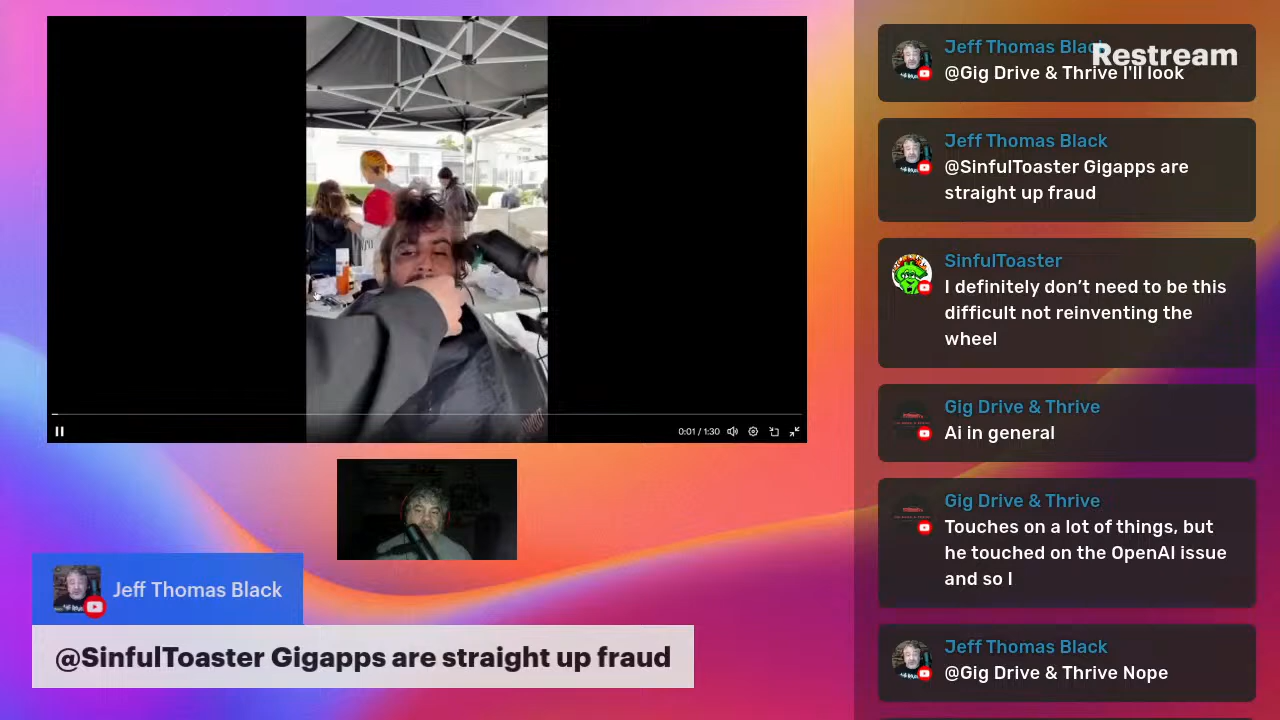 0:01 / 1:30
Jeff Thomas Black
@SinfulToaster Gigapps are straight up fraud
Restream
Jeff Thomas Black
@Gig Drive & Thrive I'll look
Jeff Thomas Black
@SinfulToaster Gigapps are
straight up fraud
SinfulToaster
I definitely don’t need to be this
difficult not reinventing the
wheel
Gig Drive & Thrive
Ai in general
Gig Drive & Thrive
Touches on a lot of things, but
he touched on the OpenAI issue
and so I
Jeff Thomas Black
@Gig Drive & Thrive Nope